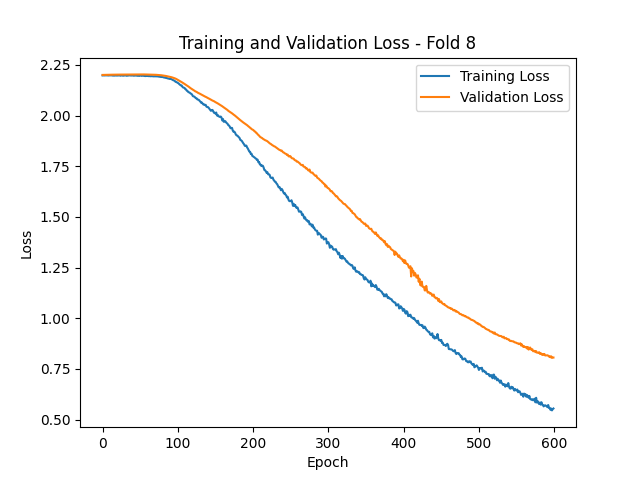 Training and Validation Loss - Fold 8
Training Loss
Validation Loss
2.25
2.00
1.75
1.50
1.25
1.00
0.75
0.50
Loss
0 100 200 300 400 500 600
Epoch